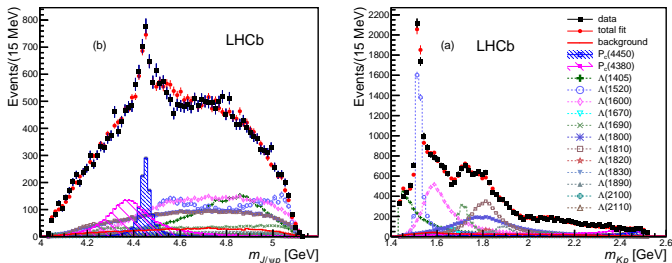 Events/(15 MeV)
800
700
600
500
400
300
200
100
0
4
4.2
4.4
4.6
4.8
5
m_{J/ψp} [GeV]
(b)
LHCb
Events/(15 MeV)
2200
2000
1800
1600
1400
1200
1000
800
600
400
200
0
1.4
1.6
1.8
2
2.2
2.4
2.6
m_{Kp} [GeV]
(a)
LHCb
data
total fit
background
P_c(4450)
P_c(4380)
Λ(1405)
Λ(1520)
Λ(1600)
Λ(1670)
Λ(1690)
Λ(1800)
Λ(1810)
Λ(1820)
Λ(1830)
Λ(1890)
Λ(2100)
Λ(2110)